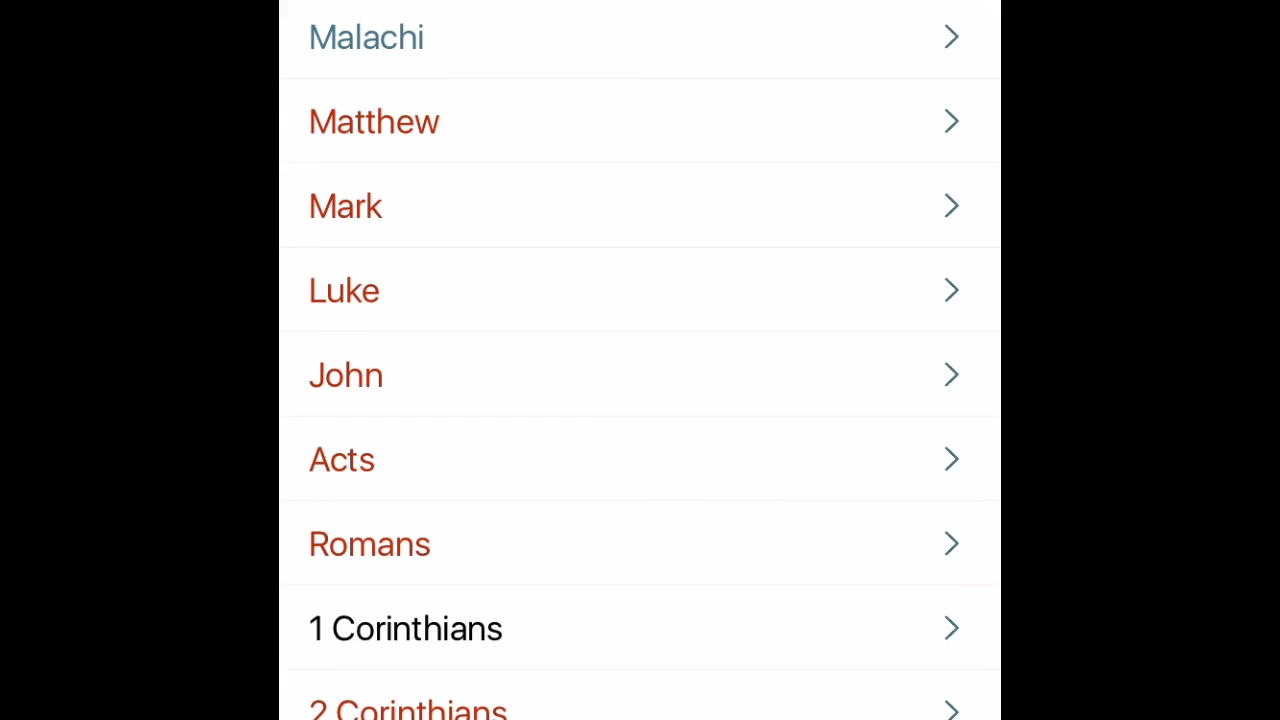 Malachi
Matthew
Mark
Luke
John
Acts
Romans
1 Corinthians
2 Corinthians